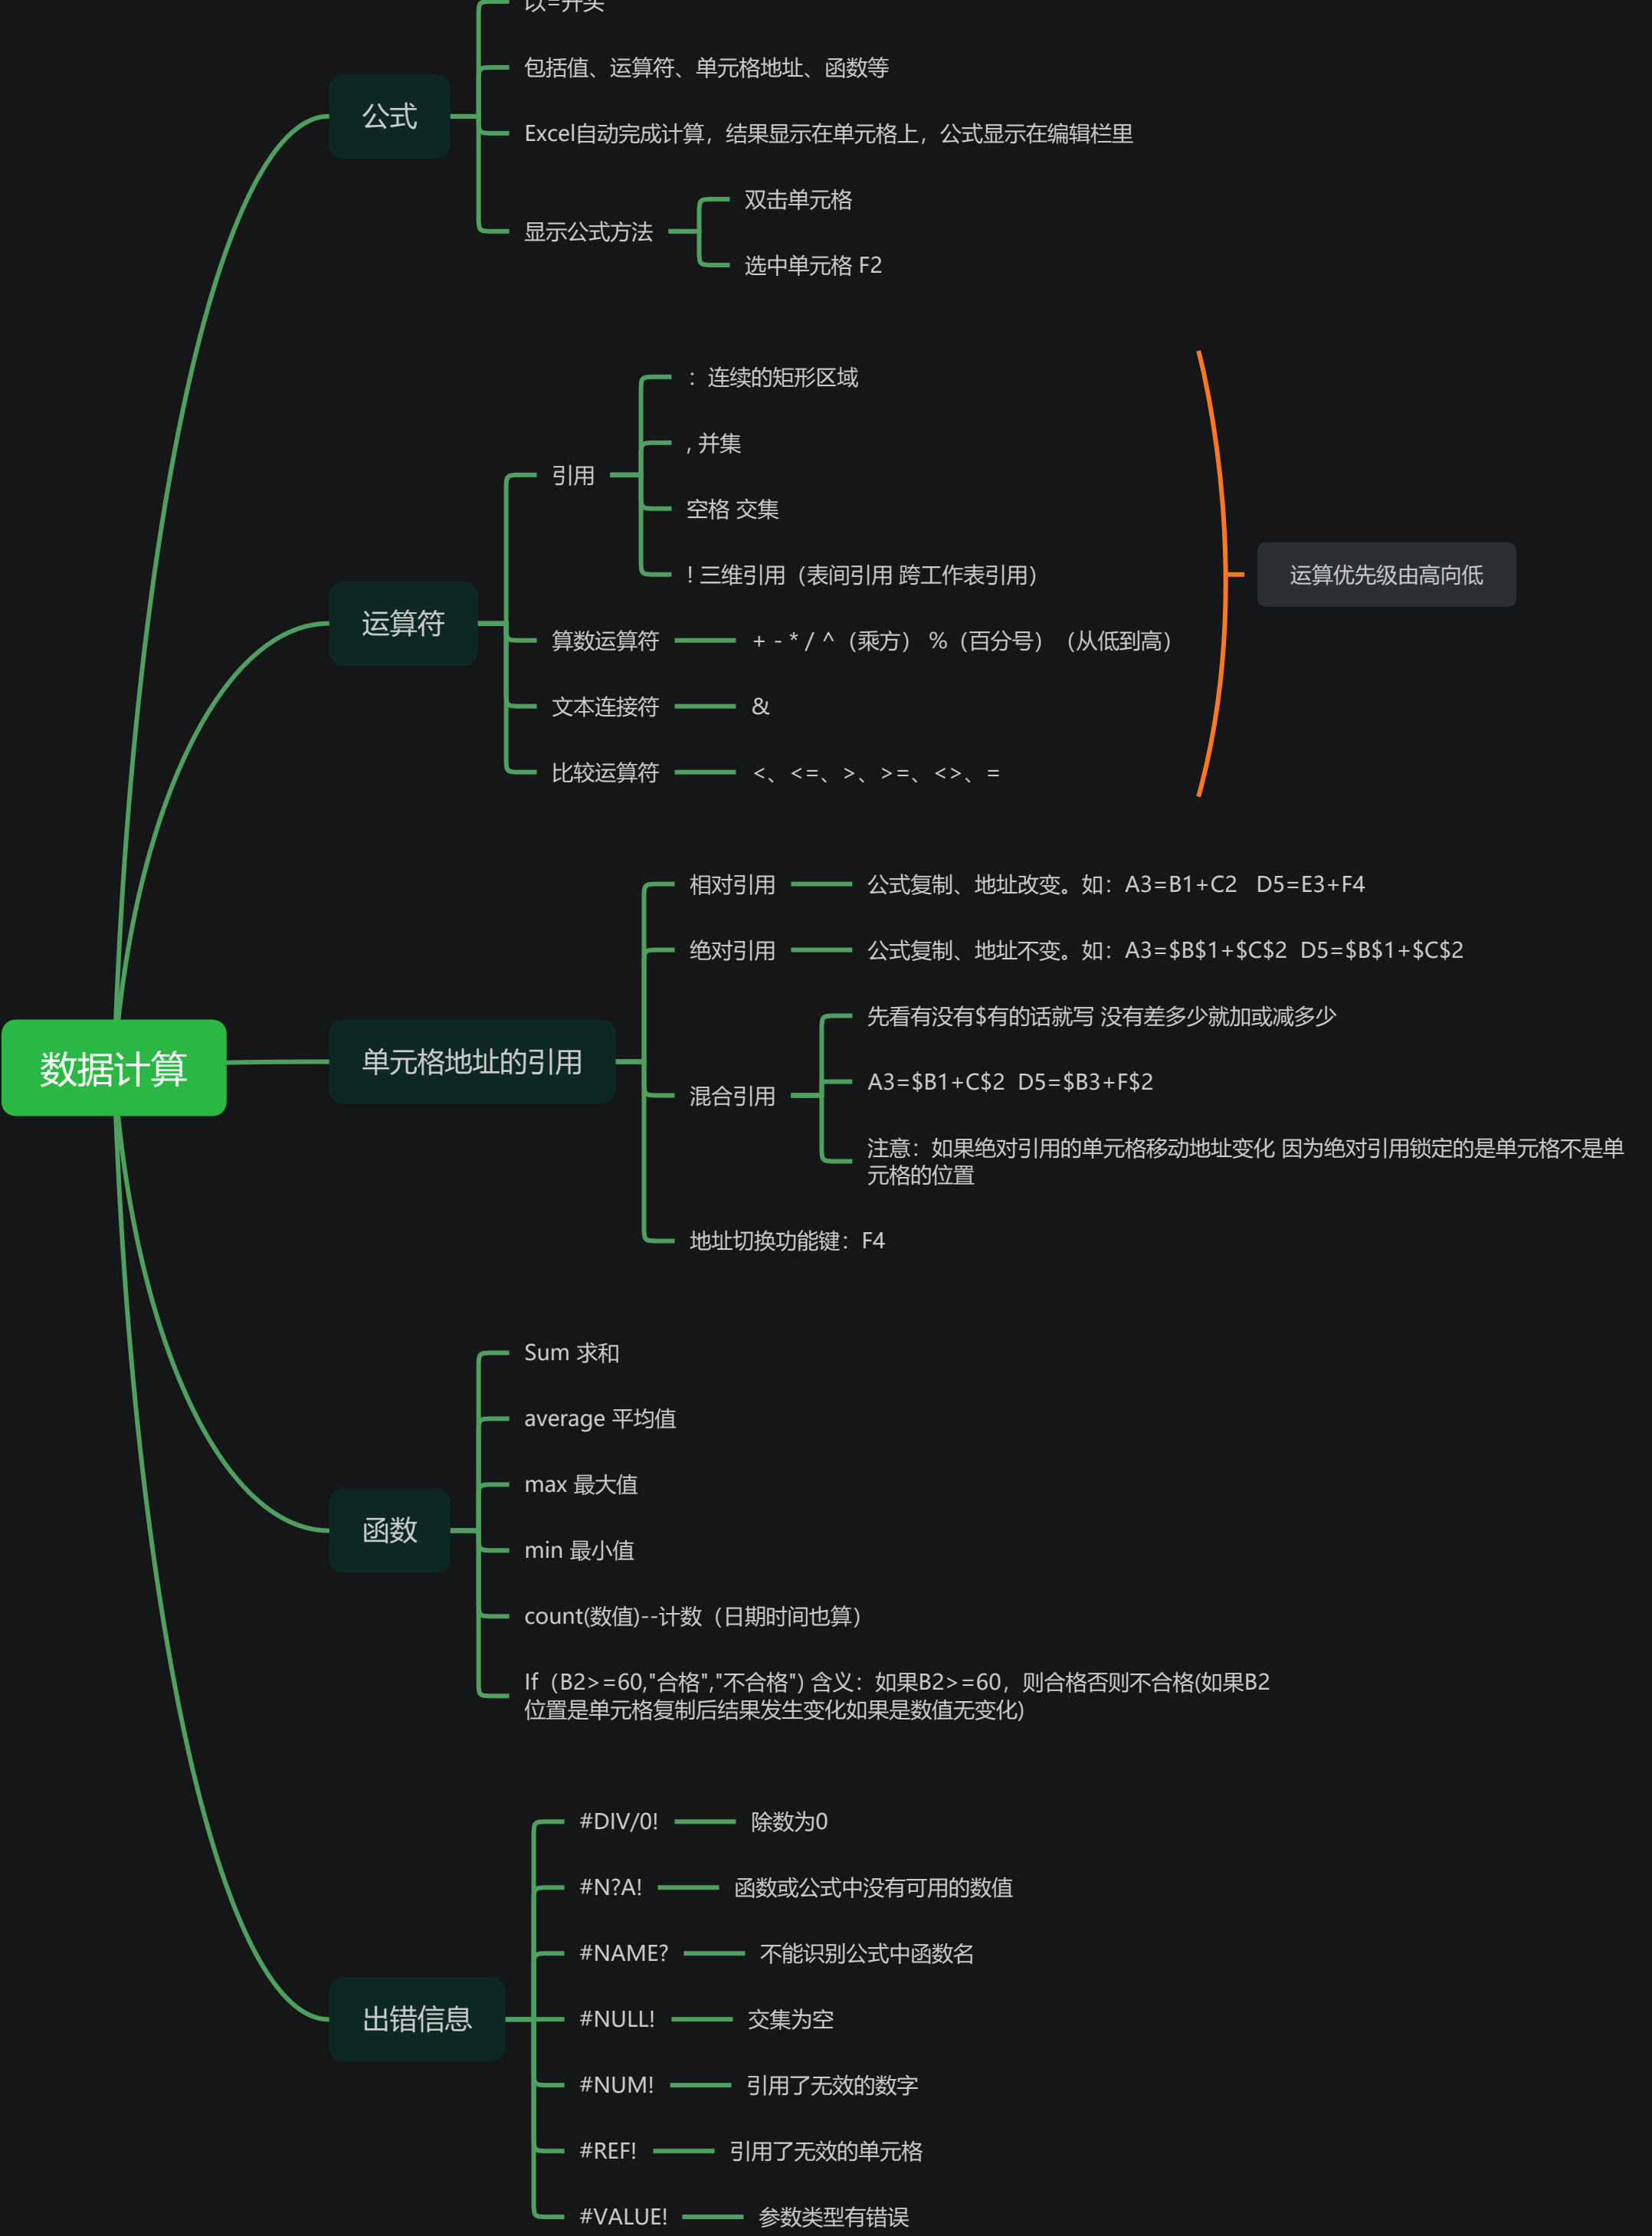 以=开头
公式
包括值、运算符、单元格地址、函数等
Excel自动完成计算，结果显示在单元格上，公式显示在编辑栏里
显示公式方法
双击单元格
选中单元格 F2
运算符
引用
：连续的矩形区域
, 并集
空格 交集
! 三维引用（表间引用 跨工作表引用）
算数运算符
+ - * / ^（乘方） %（百分号）（从低到高）
文本连接符
&
比较运算符
<、<=、>、>=、<>、=
运算优先级由高向低
数据计算
单元格地址的引用
相对引用
公式复制、地址改变。如：A3=B1+C2 D5=E3+F4
绝对引用
公式复制、地址不变。如：A3=$B$1+$C$2 D5=$B$1+$C$2
混合引用
先看有没有$有的话就写 没有差多少就加或减多少
A3=$B1+C$2 D5=$B3+F$2
注意：如果绝对引用的单元格移动地址变化 因为绝对引用锁定的是单元格不是单
元格的位置
地址切换功能键：F4
函数
Sum 求和
average 平均值
max 最大值
min 最小值
count(数值)--计数（日期时间也算）
If（B2>=60,"合格","不合格") 含义：如果B2>=60，则合格否则不合格(如果B2
位置是单元格复制后结果发生变化如果是数值无变化)
出错信息
#DIV/0!
除数为0
#N?A!
函数或公式中没有可用的数值
#NAME?
不能识别公式中函数名
#NULL!
交集为空
#NUM!
引用了无效的数字
#REF!
引用了无效的单元格
#VALUE!
参数类型有错误